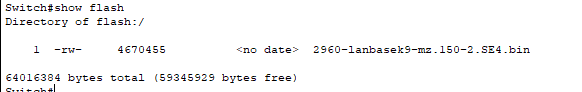 Switch#show flash
Directory of flash:/
1 -rw- 4670455 <no date> 2960-lanbasek9-mz.150-2.SE4.bin
64016384 bytes total (59345929 bytes free)
Switch#